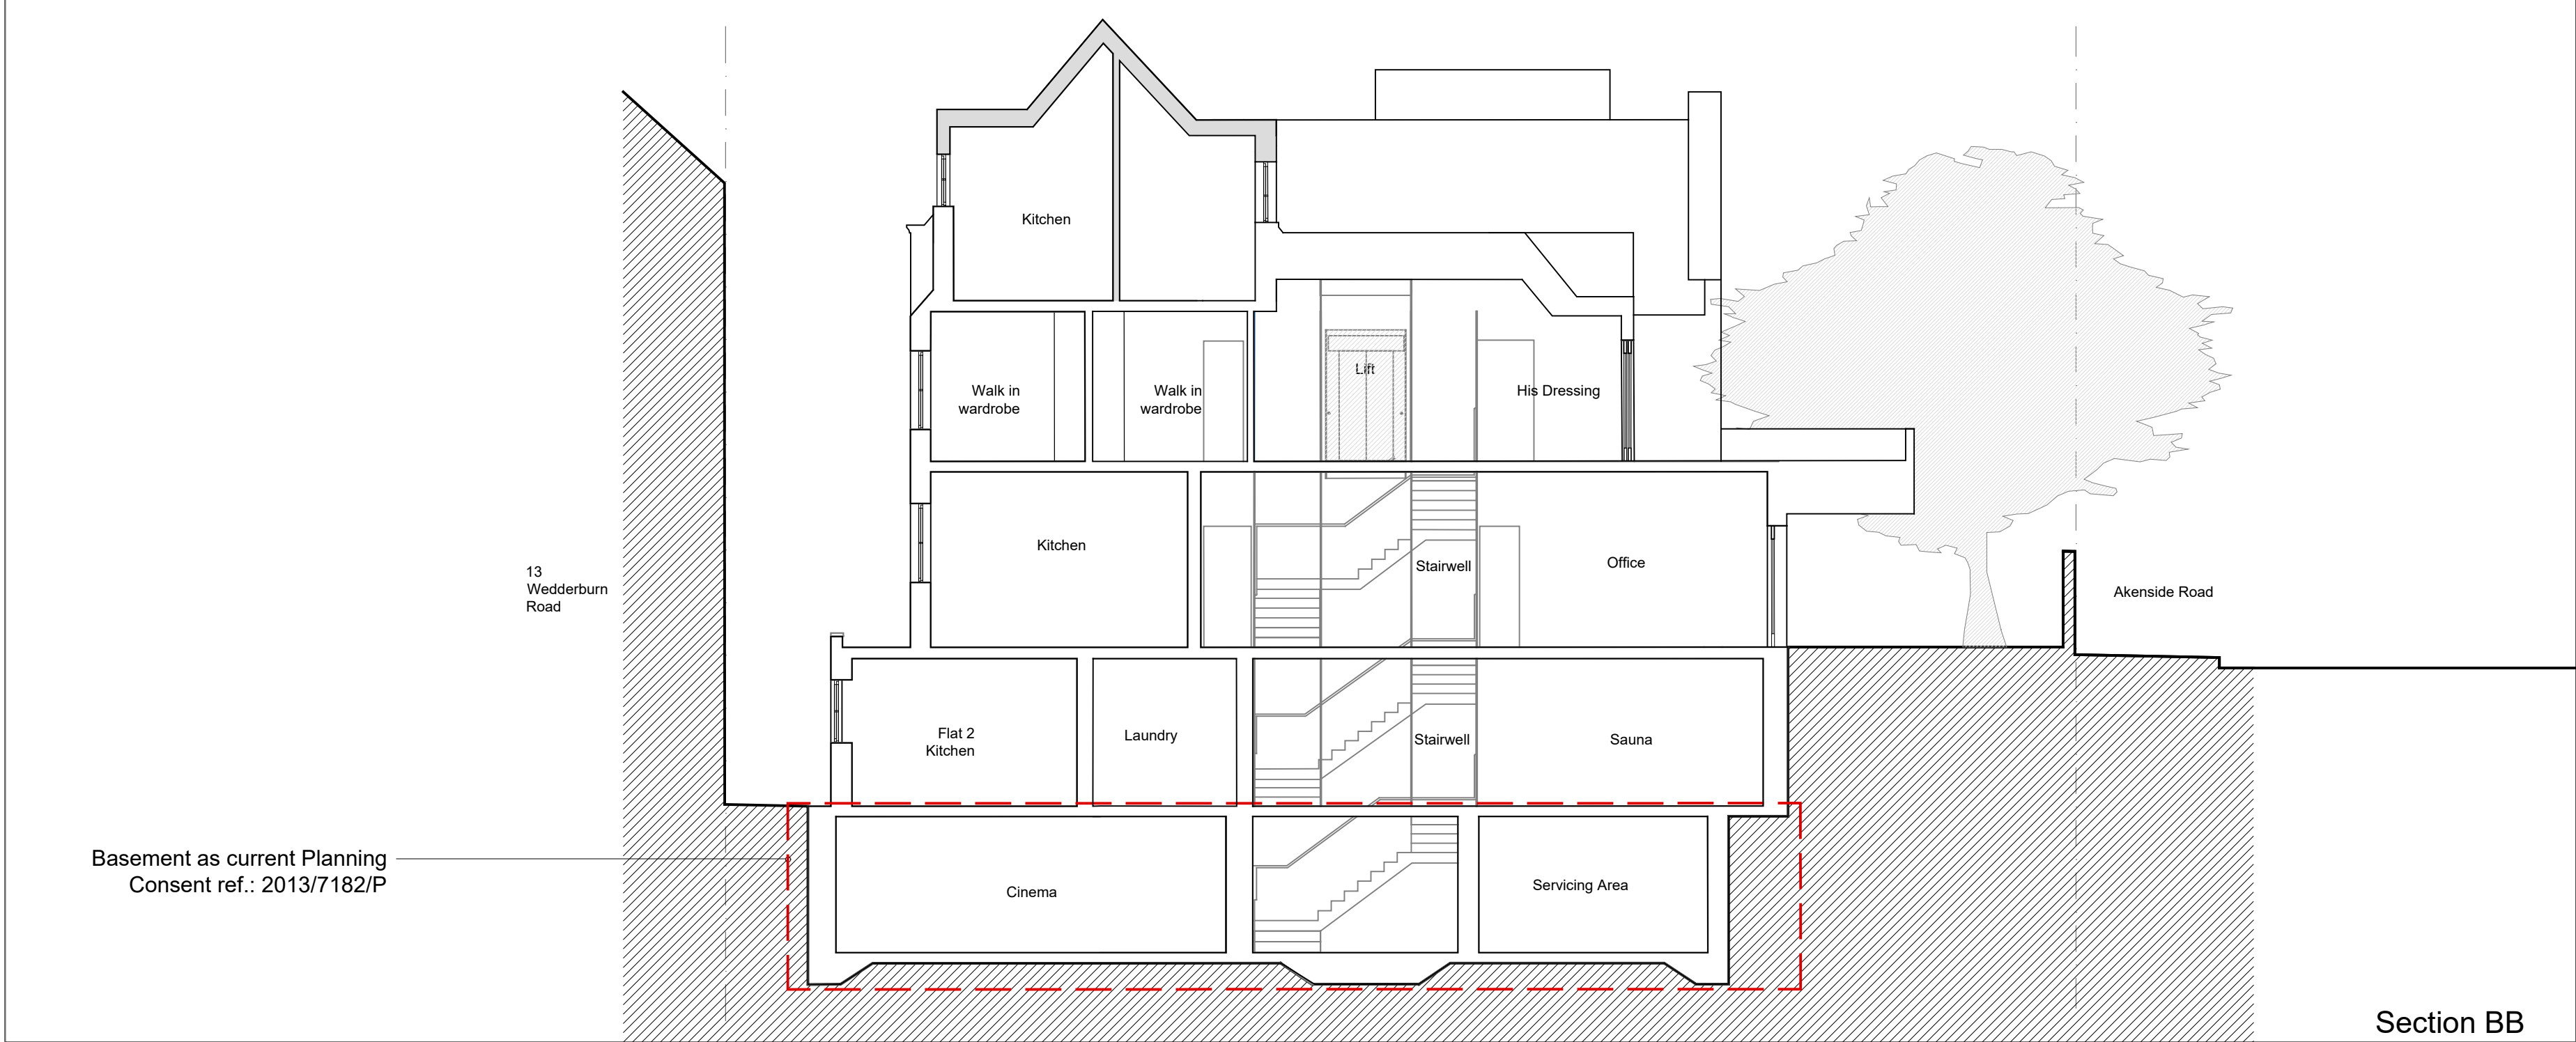 Kitchen
Walk in
wardrobe
Walk in
wardrobe
Lift
His Dressing
Kitchen
Stairwell
Office
13
Wedderburn
Road
Akenside Road
Flat 2
Kitchen
Laundry
Stairwell
Sauna
Basement as current Planning
Consent ref.: 2013/7182/P
Cinema
Servicing Area
Section BB